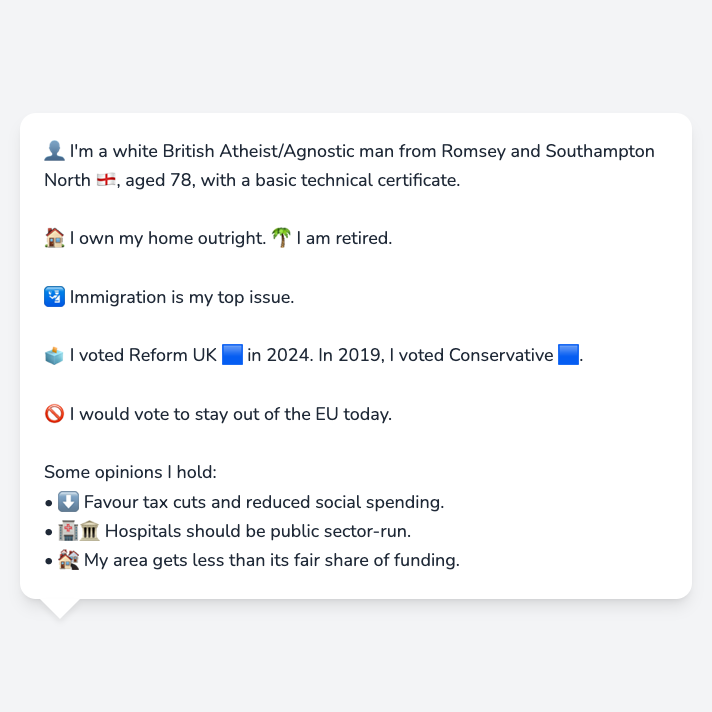 👤 I'm a white British Atheist/Agnostic man from Romsey and Southampton
North 🏴󠁧󠁢󠁥󠁮󠁧󠁿, aged 78, with a basic technical certificate.
🏠 I own my home outright. 🌴 I am retired.
🛂 Immigration is my top issue.
🗳️ I voted Reform UK 🟦 in 2024. In 2019, I voted Conservative 🟦.
🚫 I would vote to stay out of the EU today.
Some opinions I hold:
• ⬇️ Favour tax cuts and reduced social spending.
• 🏥🏛️ Hospitals should be public sector-run.
• 🏚️ My area gets less than its fair share of funding.